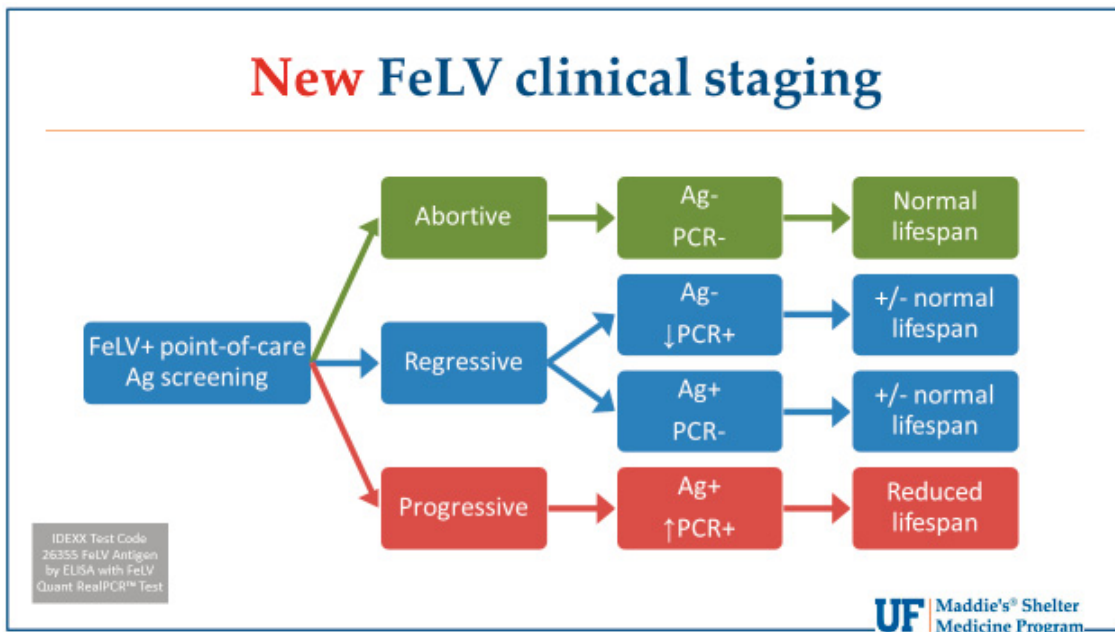 New FeLV clinical staging
Abortive
Ag-
PCR-
Normal
lifespan
FeLV+ point-of-care
Ag screening
Regressive
Ag-
↓PCR+
+/- normal
lifespan
Ag+
PCR-
+/- normal
lifespan
Progressive
Ag+
↑PCR+
Reduced
lifespan
IDEXX Test Code
26355 FeLV Antigen
by ELISA with FeLV
Quant RealPCR™ Test
UF Maddie's® Shelter
Medicine Program